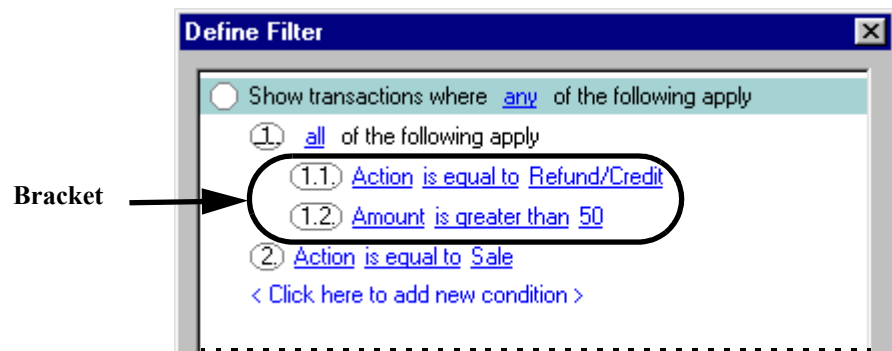 Define Filter
Show transactions where any of the following apply
1. all of the following apply
1.1. Action is equal to Refund/Credit
Bracket
1.2. Amount is greater than 50
2. Action is equal to Sale
< Click here to add new condition >